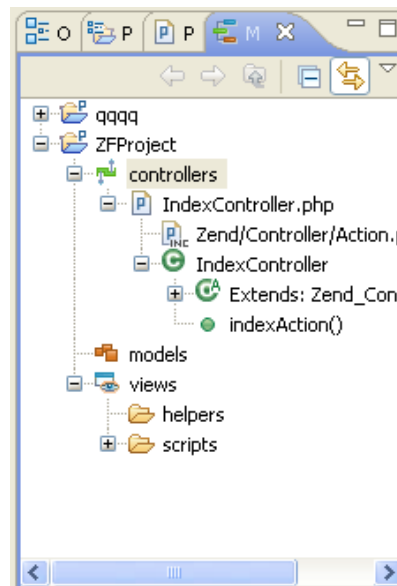 O P P M
qqqq
ZFProject
controllers
IndexController.php
Zend/Controller/Action.p
IndexController
Extends: Zend_Con
indexAction()
models
views
helpers
scripts